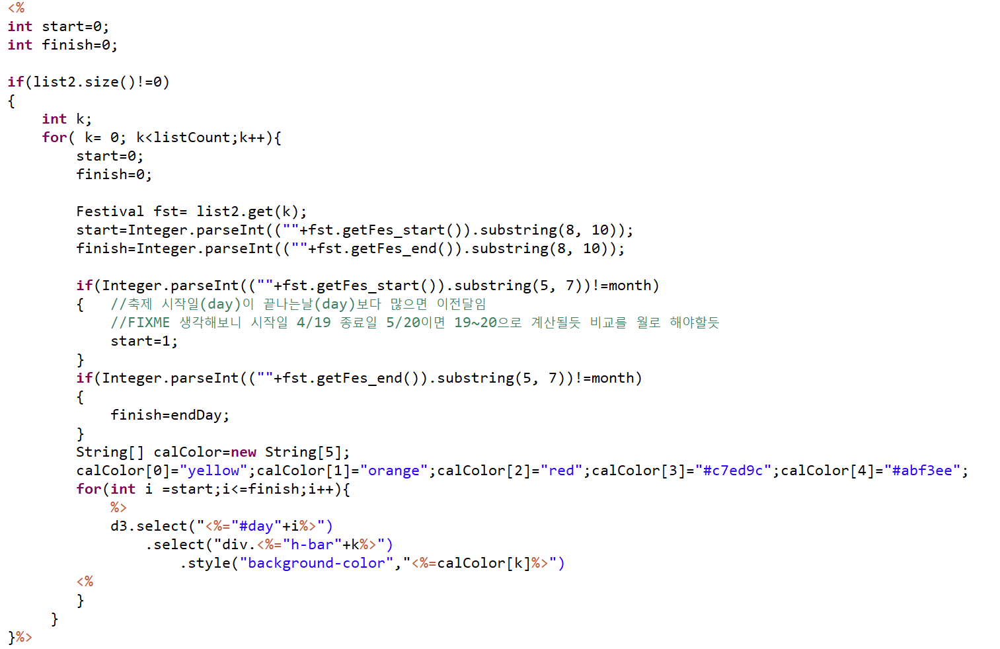 <%
int start=0;
int finish=0;
if(list2.size()!=0)
{
int k;
for( k= 0; k<listCount;k++){
start=0;
finish=0;
Festival fst= list2.get(k);
start=Integer.parseInt((""+fst.getFes_start()).substring(8, 10));
finish=Integer.parseInt((""+fst.getFes_end()).substring(8, 10));
if(Integer.parseInt((""+fst.getFes_start()).substring(5, 7))!=month)
{   //축제 시작일(day)이 끝나는날(day)보다 많으면 이전달임
//FIXME 생각해보니 시작일 4/19 종료일 5/20이면 19~20으로 계산될듯 비교를 월로 해야할듯
start=1;
}
if(Integer.parseInt((""+fst.getFes_end()).substring(5, 7))!=month)
{
finish=endDay;
}
String[] calColor=new String[5];
calColor[0]="yellow";calColor[1]="orange";calColor[2]="red";calColor[3]="#c7ed9c";calColor[4]="#abf3ee";
for(int i =start;i<=finish;i++){
%>
d3.select("<%="#day"+i%>")
.select("div.<%="h-bar"+k%>")
.style("background-color","<%=calColor[k]%>")
<%
}
}
}%>